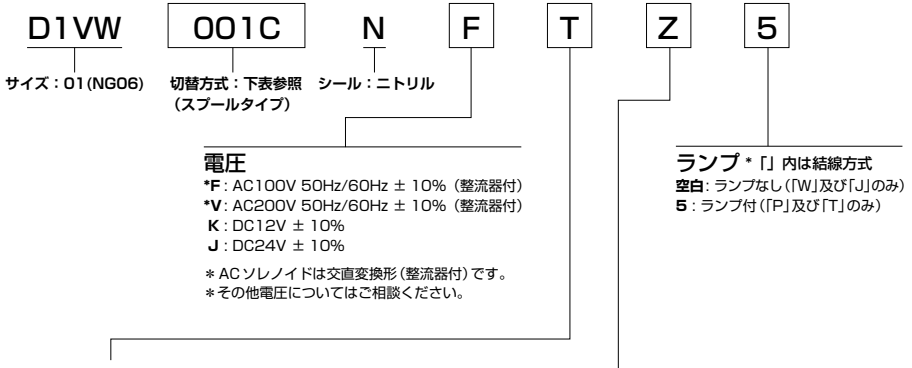 D1VW 001C N F T Z 5
サイズ：01(NG06) 切替方式：下表参照 シール：ニトリル
（スプールタイプ）
電圧
*F : AC100V 50Hz/60Hz ± 10%（整流器付）
*V : AC200V 50Hz/60Hz ± 10%（整流器付）
K : DC12V ± 10%
J : DC24V ± 10%
＊ACソレノイドは交直変換形（整流器付）です。
＊その他電圧についてはご相談ください。
ランプ *「」内は結線方式
空白：ランプなし（「W」及び「J」のみ）
5：ランプ付（「P」及び「T」のみ）